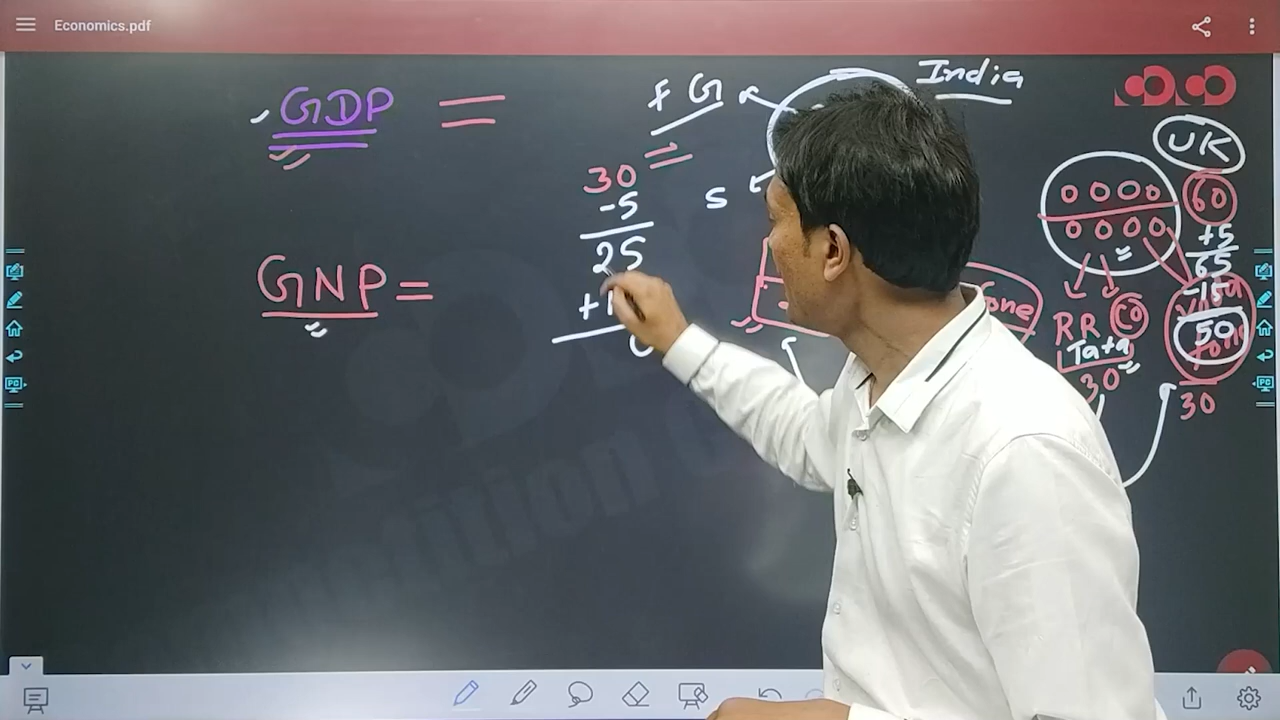 Economics.pdf
GDP =
GNP =
F G
India
S
30
-5
25
UK
60
+5
65
-15
50
30
RR
Tata
30